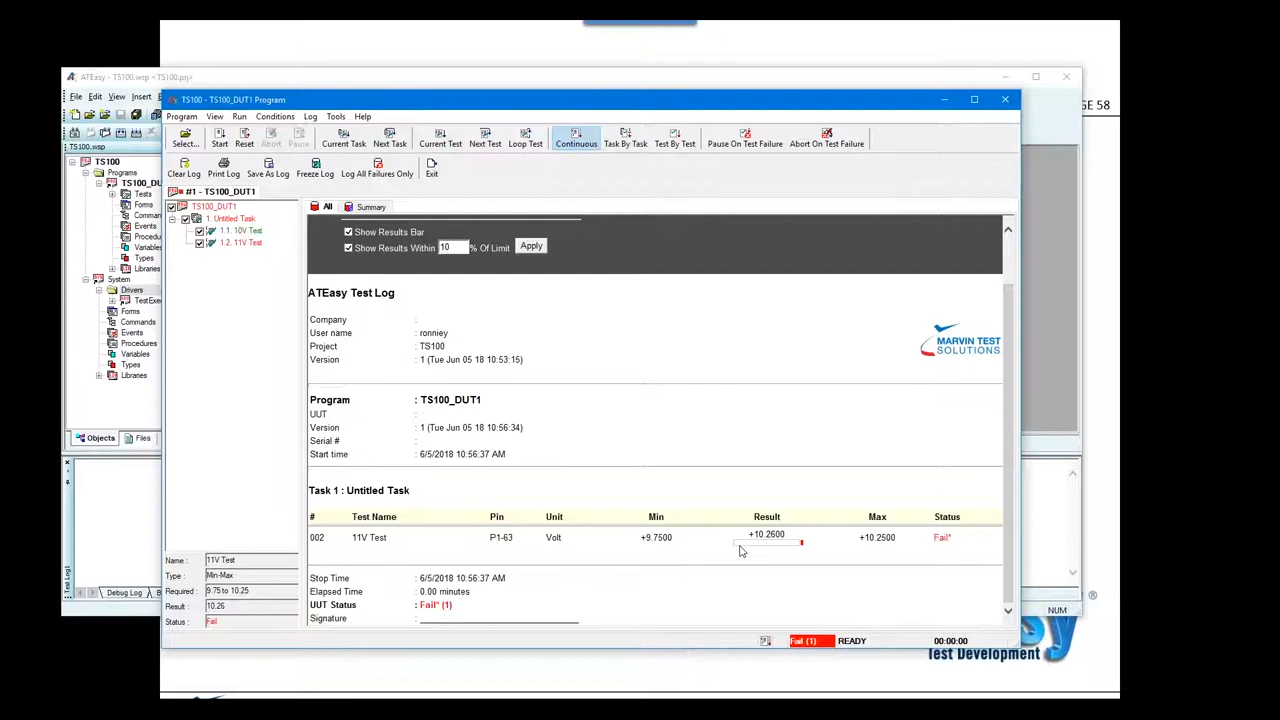 ATEasy - TS100.wsp <TS100.prj>
GE 58
File Edit View Insert
TS100.wsp
TS100
Programs
TS100_DU
Tests
Forms
Comman
Events
Procedu
Variables
Types
Libraries
System
Drivers
TestExec
Forms
Commands
Events
Procedures
Variables
Types
Libraries
Objects Files
Test Log1
Debug Log
NUM
TS100 - TS100_DUT1 Program
Program View Run Conditions Log Tools Help
Select... Start Reset Abort Pause Current Task Next Task Current Test Next Test Loop Test Continuous Task By Task Test By Test Pause On Test Failure Abort On Test Failure
Clear Log Print Log Save As Log Freeze Log Log All Failures Only Exit
#1 - TS100_DUT1
TS100_DUT1
1. Untitled Task
1.1. 10V Test
1.2. 11V Test
Name : 11V Test
Type : Min-Max
Required : 9.75 to 10.25
Result : 10.26
Status : Fail
All Summary
Show Results Bar
Show Results Within 10 % Of Limit Apply
ATEasy Test Log
Company :
User name : ronniey
Project : TS100
Version : 1 (Tue Jun 05 18 10:53:15)
MARVIN TEST
SOLUTIONS
Program : TS100_DUT1
UUT :
Version : 1 (Tue Jun 05 18 10:56:34)
Serial # :
Start time : 6/5/2018 10:56:37 AM
Task 1 : Untitled Task
# Test Name Pin Unit Min Result Max Status
002 11V Test P1-63 Volt +9.7500 +10.2600 +10.2500 Fail*
Stop Time : 6/5/2018 10:56:37 AM
Elapsed Time : 0.00 minutes
UUT Status : Fail* (1)
Signature :
Fail (1) READY 00:00:00
Test Development
®